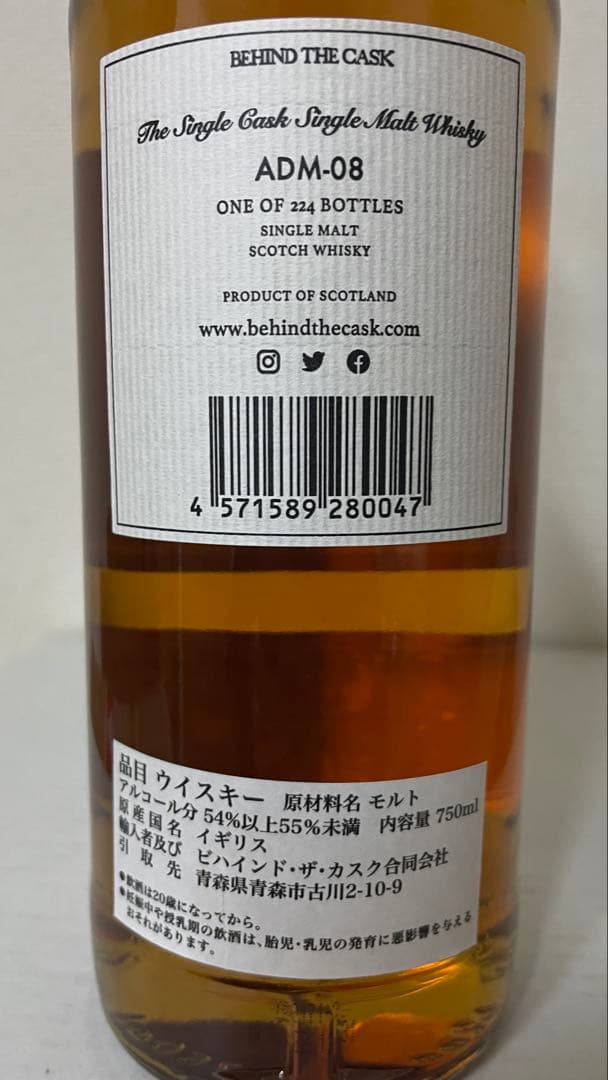 BEHIND THE CASK
The Single Cask Single Malt Whisky
ADM-08
ONE OF 224 BOTTLES
SINGLE MALT
SCOTCH WHISKY
PRODUCT OF SCOTLAND
www.behindthecask.com
4 571589 280047
品目 ウイスキー 原材料名 モルト
アルコール分 54%以上55%未満 内容量 750ml
原産国名 イギリス
輸入者及び ビハインド・ザ・カスク合同会社
引取先 青森県青森市古川2-10-9
●飲酒は20歳になってから。
●妊娠中や授乳期の飲酒は、胎児・乳児の発育に悪影響を与える
おそれがあります。